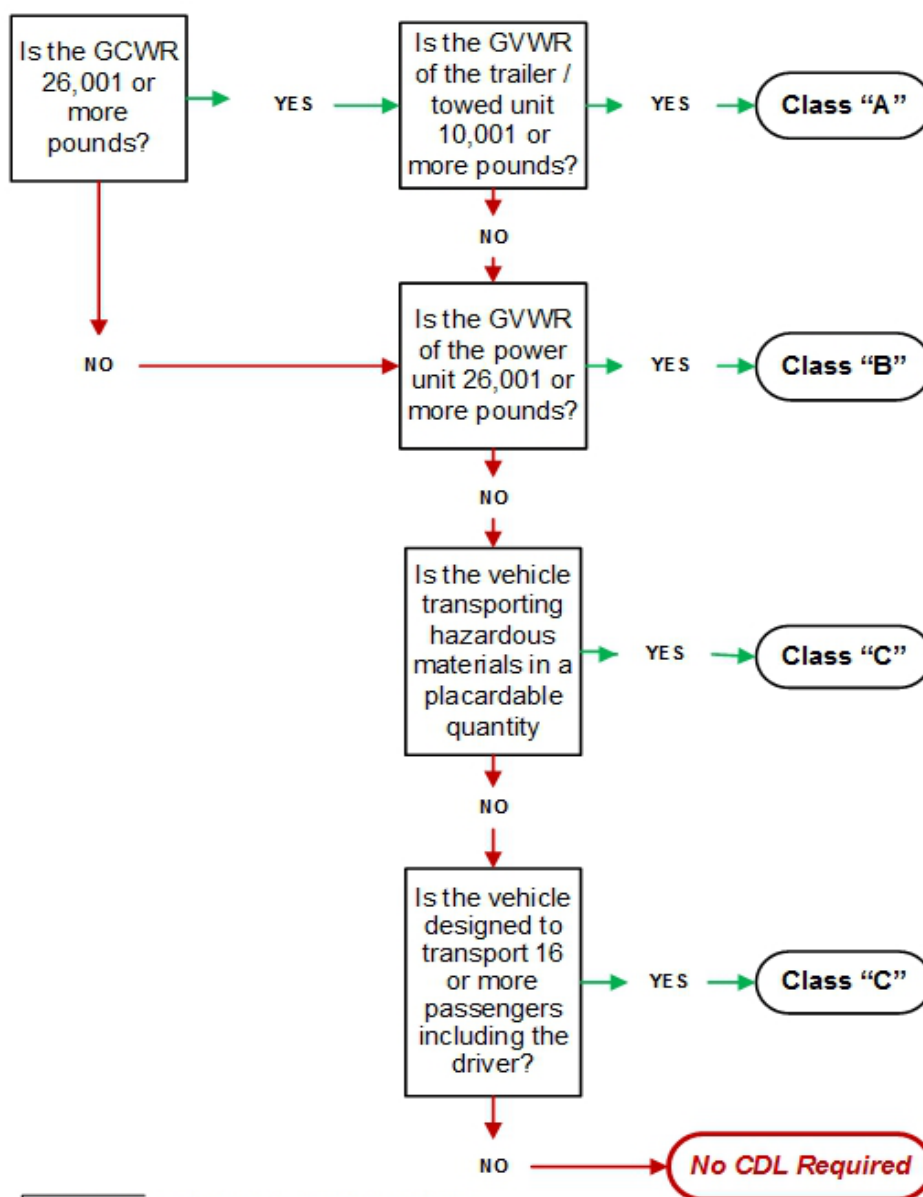 Is the GCWR
26,001 or
more
pounds?
YES
Is the GVWR
of the trailer /
towed unit
10,001 or
more pounds?
YES
Class “A”
NO
NO
Is the GVWR
of the power
unit 26,001 or
more pounds?
YES
Class “B”
NO
Is the vehicle
transporting
hazardous
materials in a
placardable
quantity
YES
Class “C”
NO
Is the vehicle
designed to
transport 16
or more
passengers
including the
driver?
YES
Class “C”
NO
No CDL Required